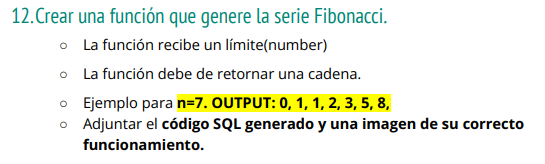 12.Crear una función que genere la serie Fibonacci.
○ La función recibe un límite(number)
○ La función debe de retornar una cadena.
○ Ejemplo para n=7. OUTPUT: 0, 1, 1, 2, 3, 5, 8,
○ Adjuntar el código SQL generado y una imagen de su correcto
funcionamiento.